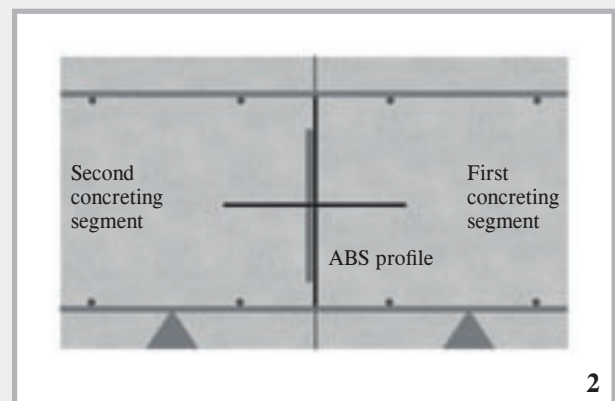 Second
concreting
segment
First
concreting
segment
ABS profile
2